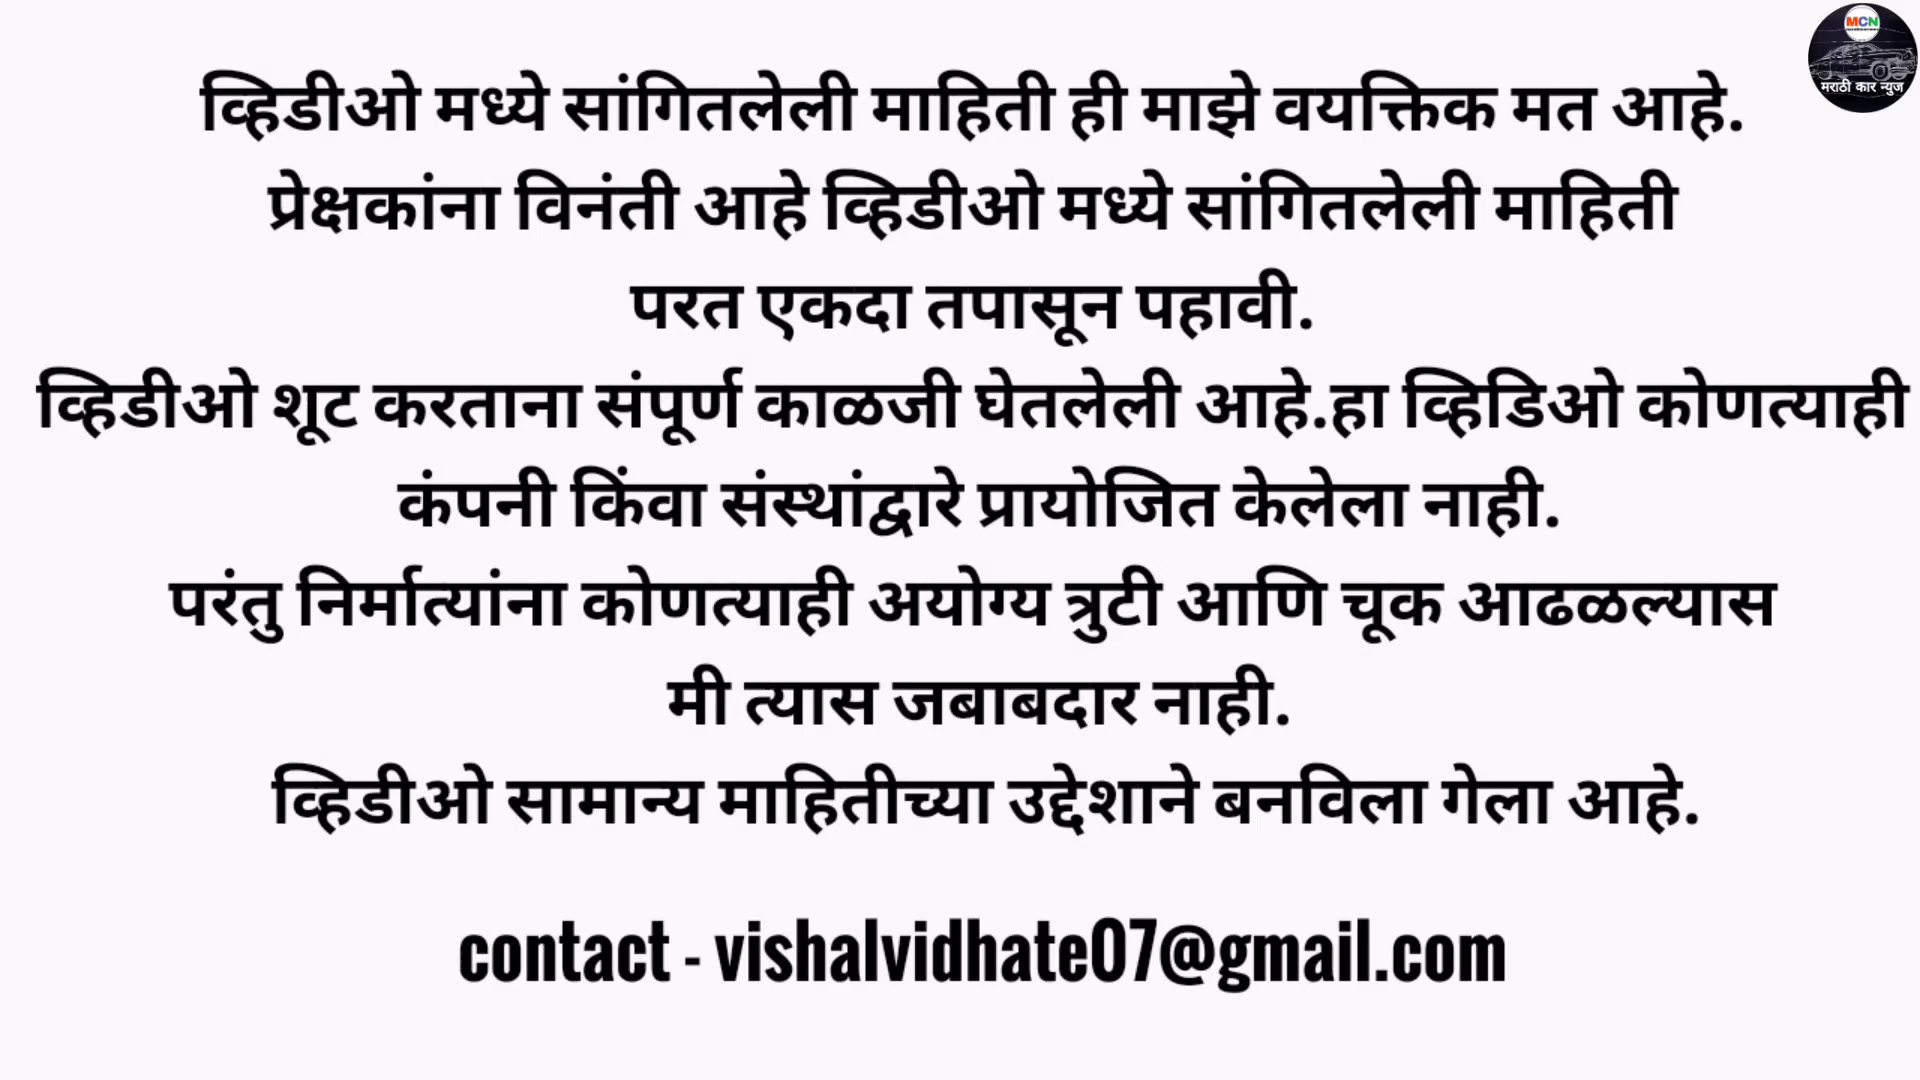 MCN
मराठी कार न्युज
व्हिडीओ मध्ये सांगितलेली माहिती ही माझे वयक्तिक मत आहे.
प्रेक्षकांना विनंती आहे व्हिडीओ मध्ये सांगितलेली माहिती
परत एकदा तपासून पहावी.
व्हिडीओ शूट करताना संपूर्ण काळजी घेतलेली आहे.हा व्हिडिओ कोणत्याही
कंपनी किंवा संस्थांद्वारे प्रायोजित केलेला नाही.
परंतु निर्मात्यांना कोणत्याही अयोग्य त्रुटी आणि चूक आढळल्यास
मी त्यास जबाबदार नाही.
व्हिडीओ सामान्य माहितीच्या उद्देशाने बनविला गेला आहे.
contact - vishalvidhate07@gmail.com